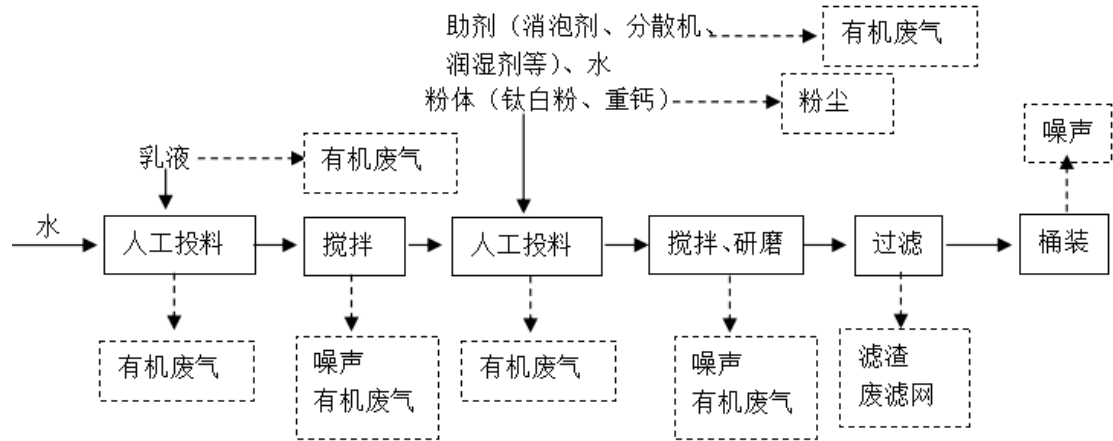 助剂（消泡剂、分散机、
润湿剂等）、水
有机废气
粉体（钛白粉、重钙）
粉尘
噪声
乳液
有机废气
水
人工投料
搅拌
人工投料
搅拌、研磨
过滤
桶装
有机废气
噪声
有机废气
有机废气
噪声
有机废气
滤渣
废滤网